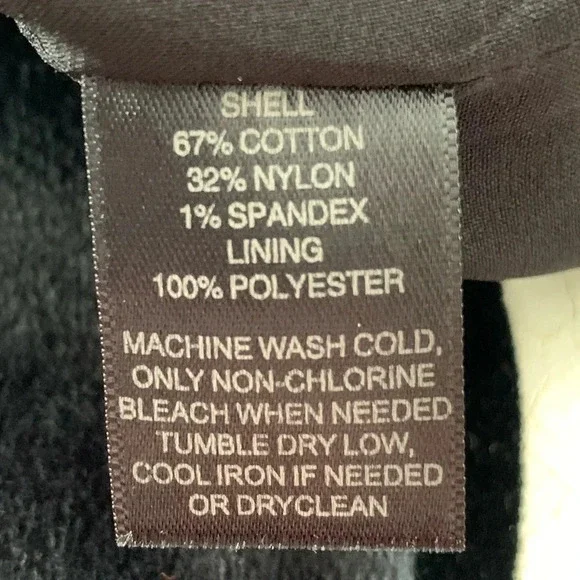 SHELL
67% COTTON
32% NYLON
1% SPANDEX
LINING
100% POLYESTER
MACHINE WASH COLD,
ONLY NON-CHLORINE
BLEACH WHEN NEEDED
TUMBLE DRY LOW,
COOL IRON IF NEEDED
OR DRYCLEAN